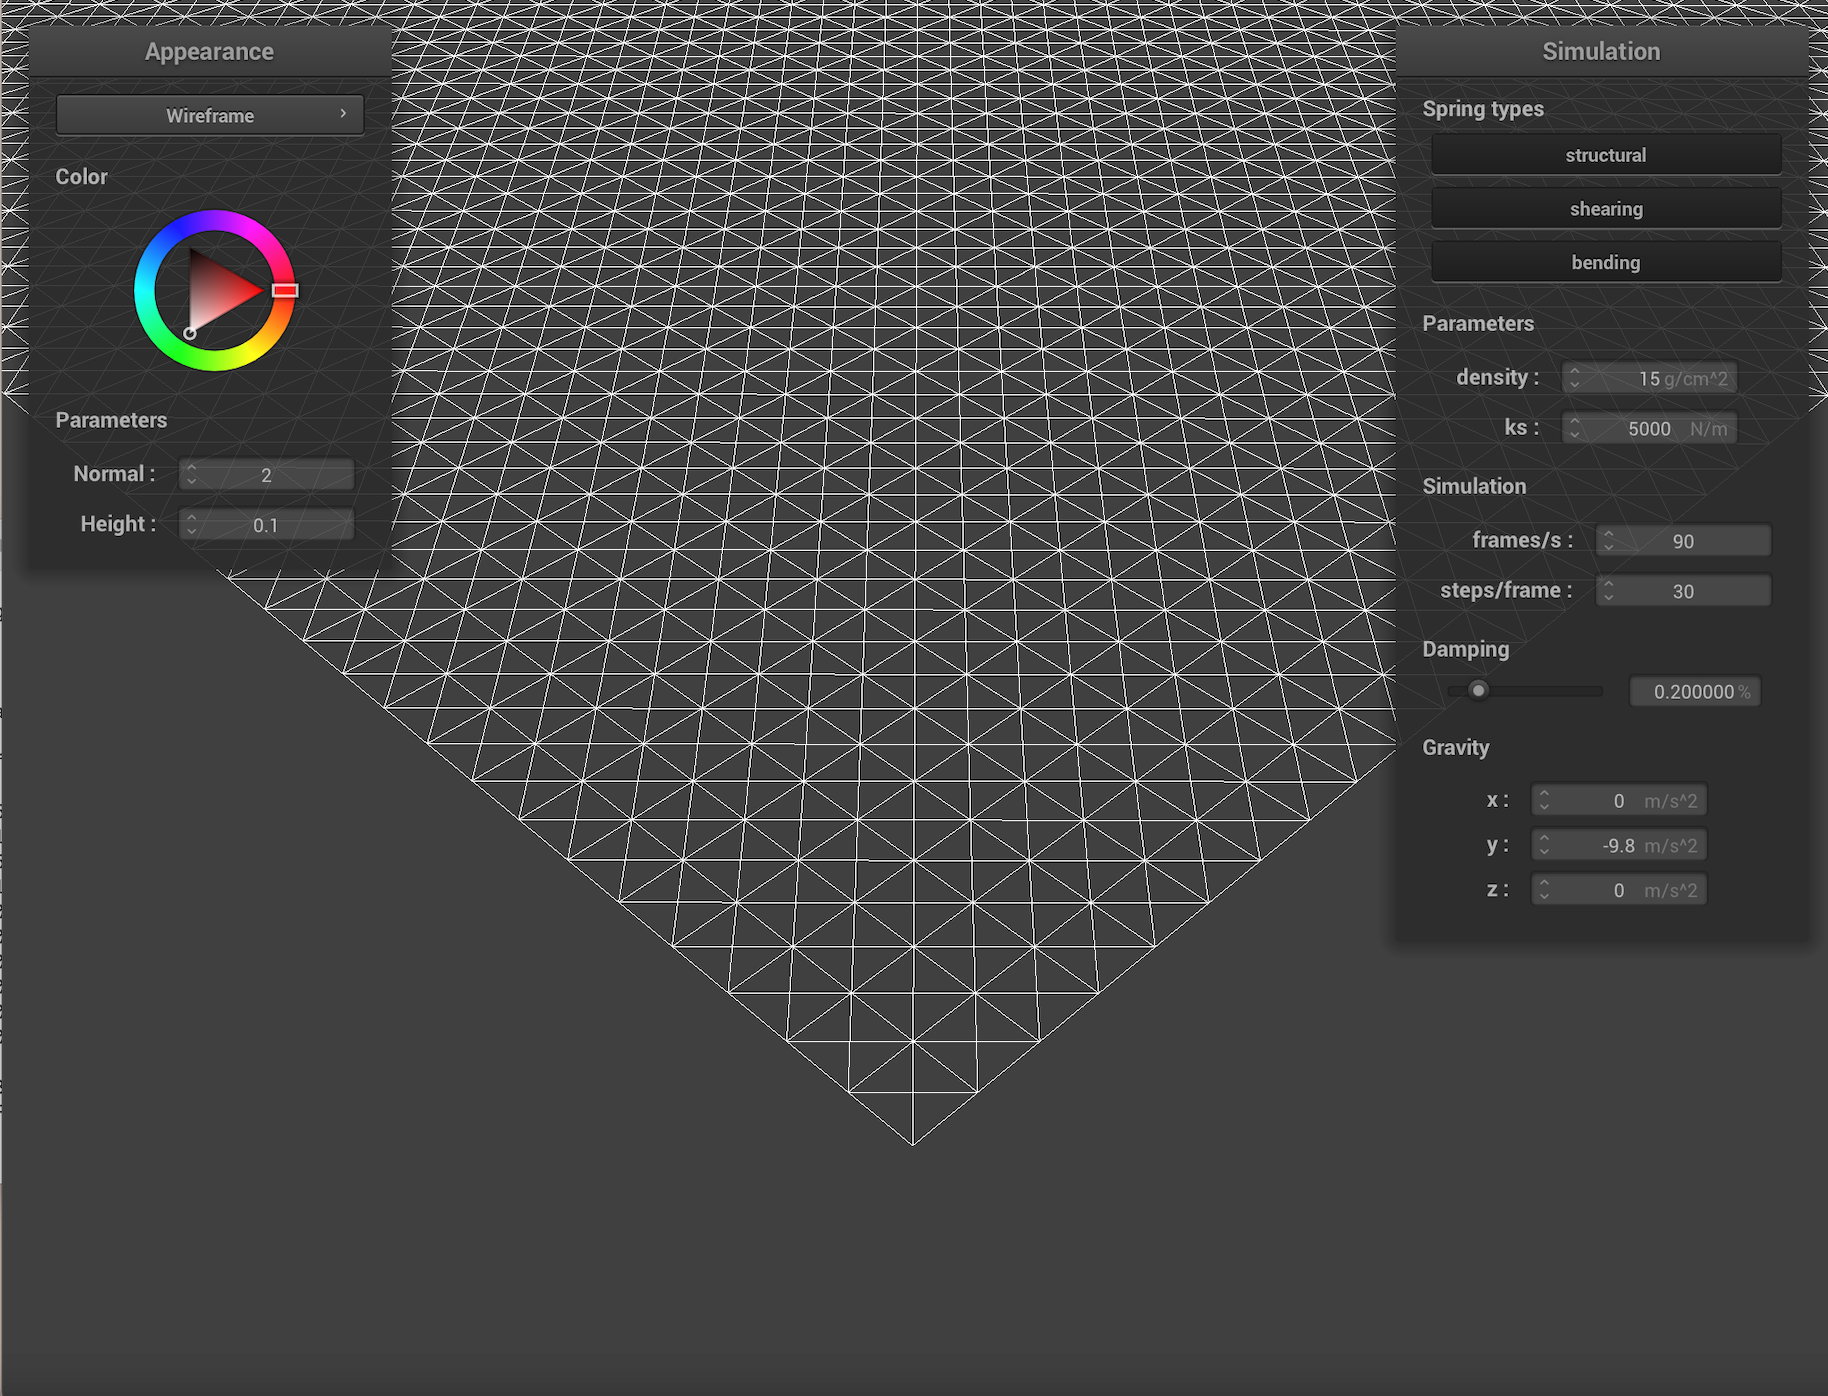 Appearance
Wireframe
Color
Parameters
Normal : 2
Height : 0.1
Simulation
Spring types
structural
shearing
bending
Parameters
density : 15 g/cm^2
ks : 5000 N/m
Simulation
frames/s : 90
steps/frame : 30
Damping
0.200000 %
Gravity
x : 0 m/s^2
y : -9.8 m/s^2
z : 0 m/s^2